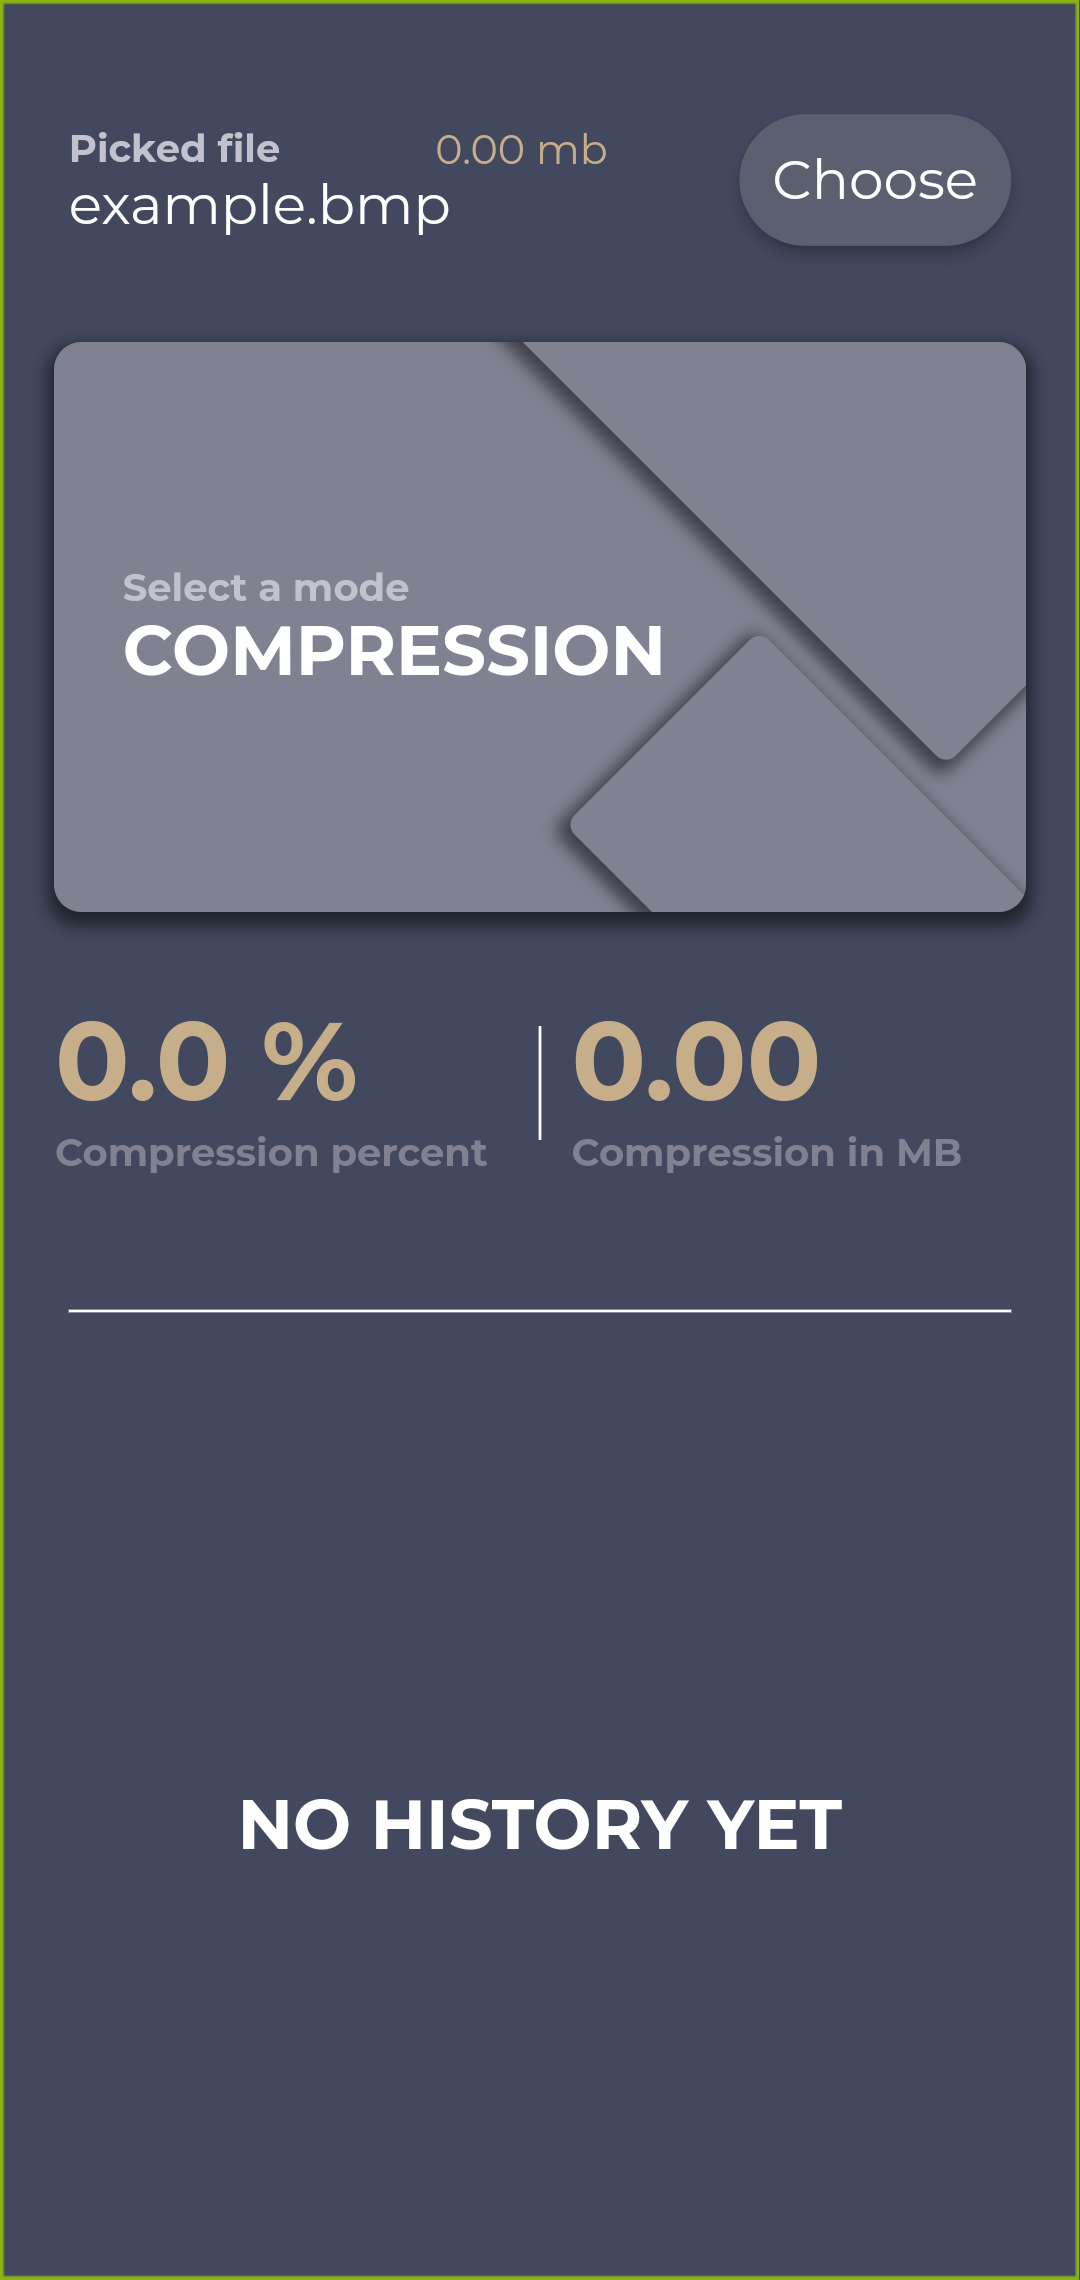 Picked file 0.00 mb
example.bmp
Choose
Select a mode
COMPRESSION
0.0 %
Compression percent
0.00
Compression in MB
NO HISTORY YET